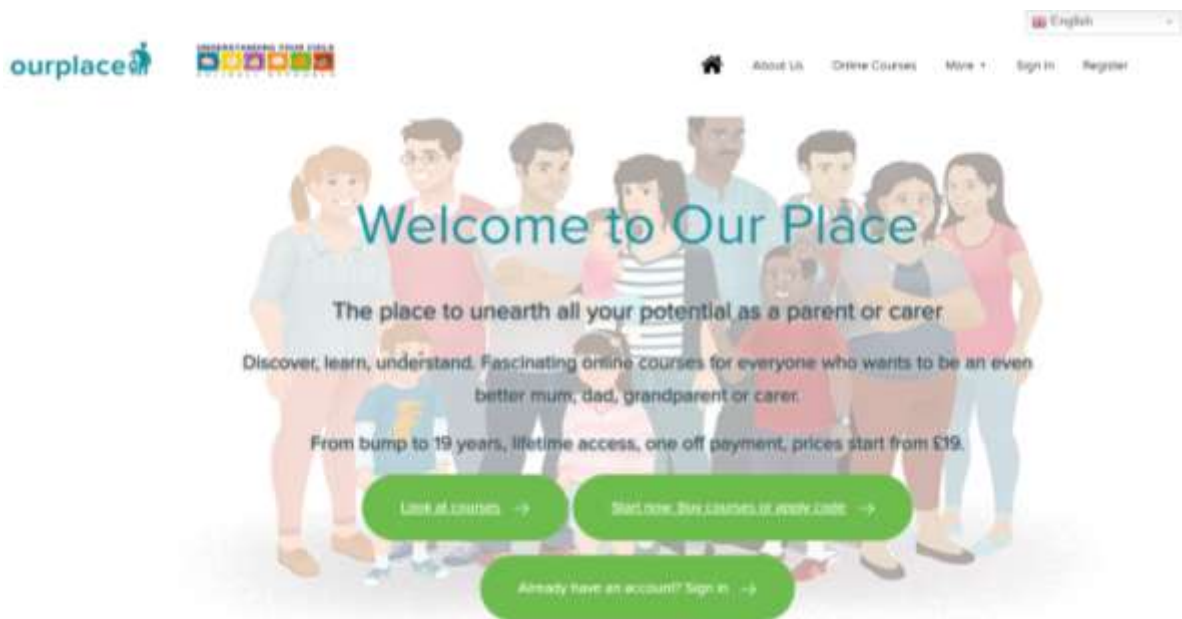 English
ourplace
UNDERSTANDING YOUR CHILD
About Us Online Courses More Sign In Register
Welcome to Our Place
The place to unearth all your potential as a parent or carer
Discover, learn, understand. Fascinating online courses for everyone who wants to be an even
better mum, dad, grandparent or carer.
From bump to 19 years, lifetime access, one off payment, prices start from £19.
Look at courses →
Start now: Buy courses or apply code →
Already have an account? Sign in →